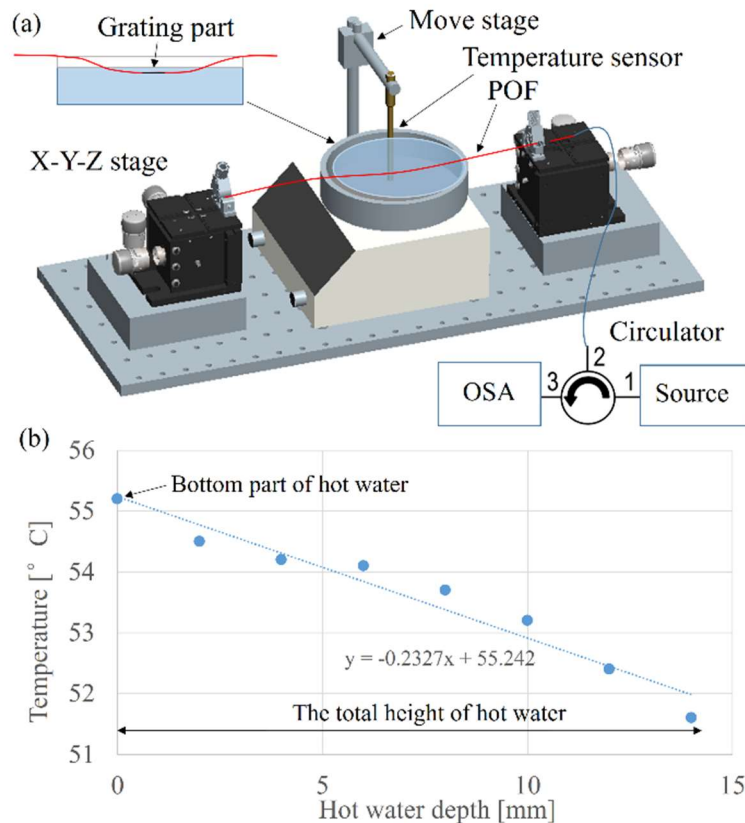 (a)
Grating part
Move stage
Temperature sensor
POF
X-Y-Z stage
Circulator
2
OSA
3
1
Source
(b)
56
Bottom part of hot water
55
54
53
y = -0.2327x + 55.242
52
The total height of hot water
51
Temperature [° C]
0
5
10
15
Hot water depth [mm]